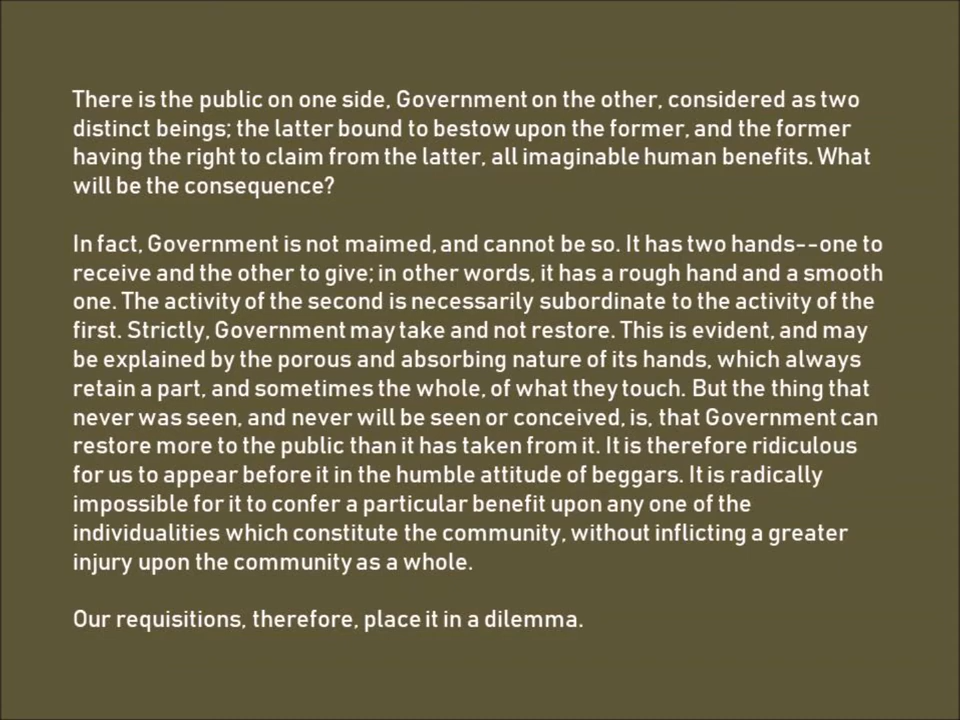 There is the public on one side, Government on the other, considered as two
distinct beings; the latter bound to bestow upon the former, and the former
having the right to claim from the latter, all imaginable human benefits. What
will be the consequence?
In fact, Government is not maimed, and cannot be so. It has two hands--one to
receive and the other to give; in other words, it has a rough hand and a smooth
one. The activity of the second is necessarily subordinate to the activity of the
first. Strictly, Government may take and not restore. This is evident, and may
be explained by the porous and absorbing nature of its hands, which always
retain a part, and sometimes the whole, of what they touch. But the thing that
never was seen, and never will be seen or conceived, is, that Government can
restore more to the public than it has taken from it. It is therefore ridiculous
for us to appear before it in the humble attitude of beggars. It is radically
impossible for it to confer a particular benefit upon any one of the
individualities which constitute the community, without inflicting a greater
injury upon the community as a whole.
Our requisitions, therefore, place it in a dilemma.